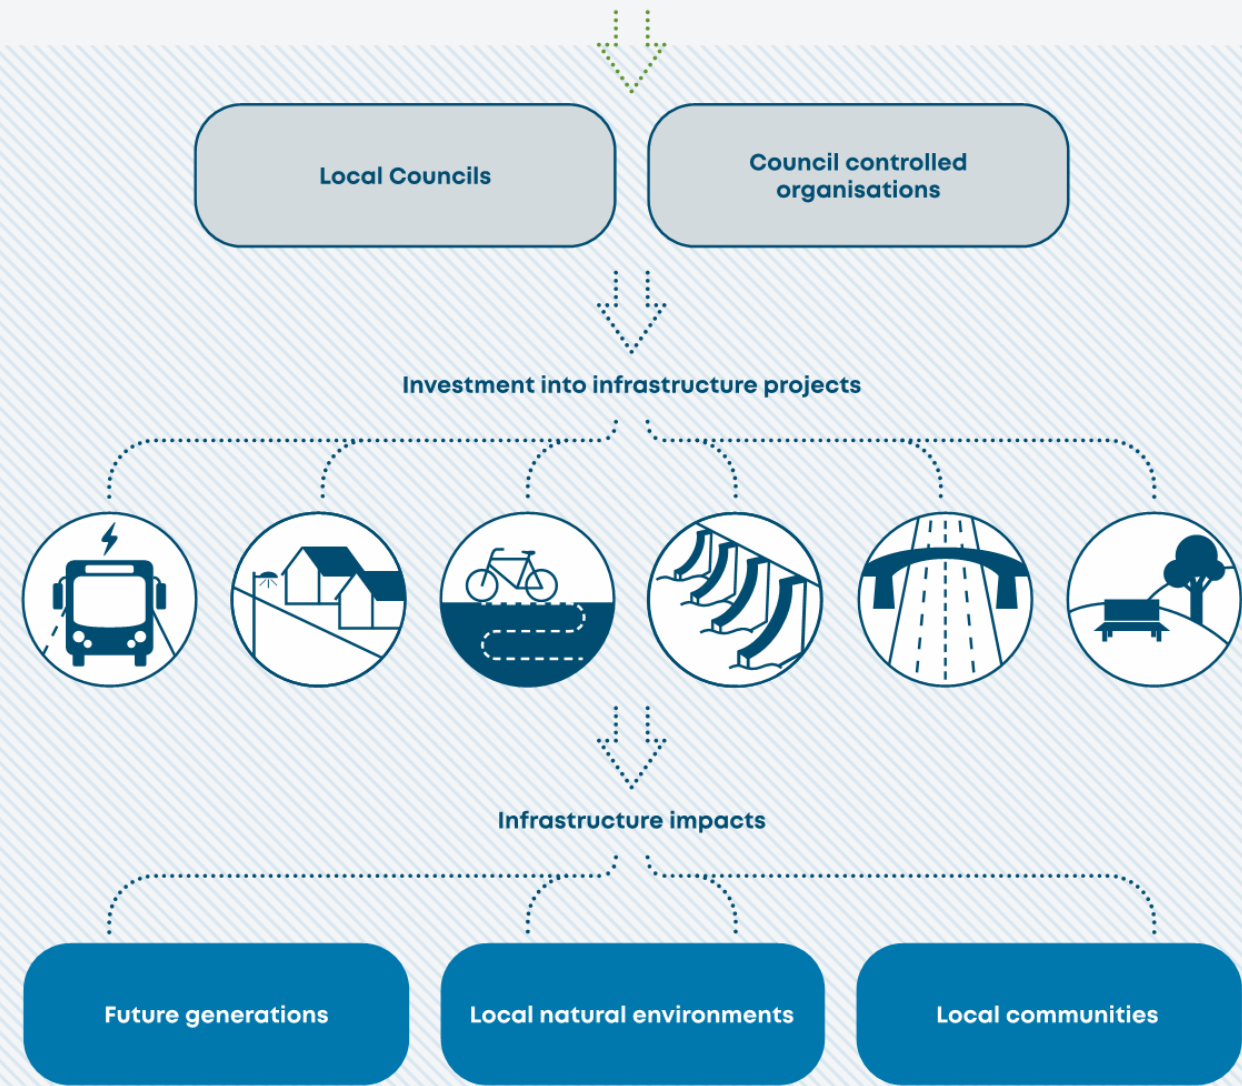 Local Councils
Council controlled
organisations
Investment into infrastructure projects
Infrastructure impacts
Future generations
Local natural environments
Local communities